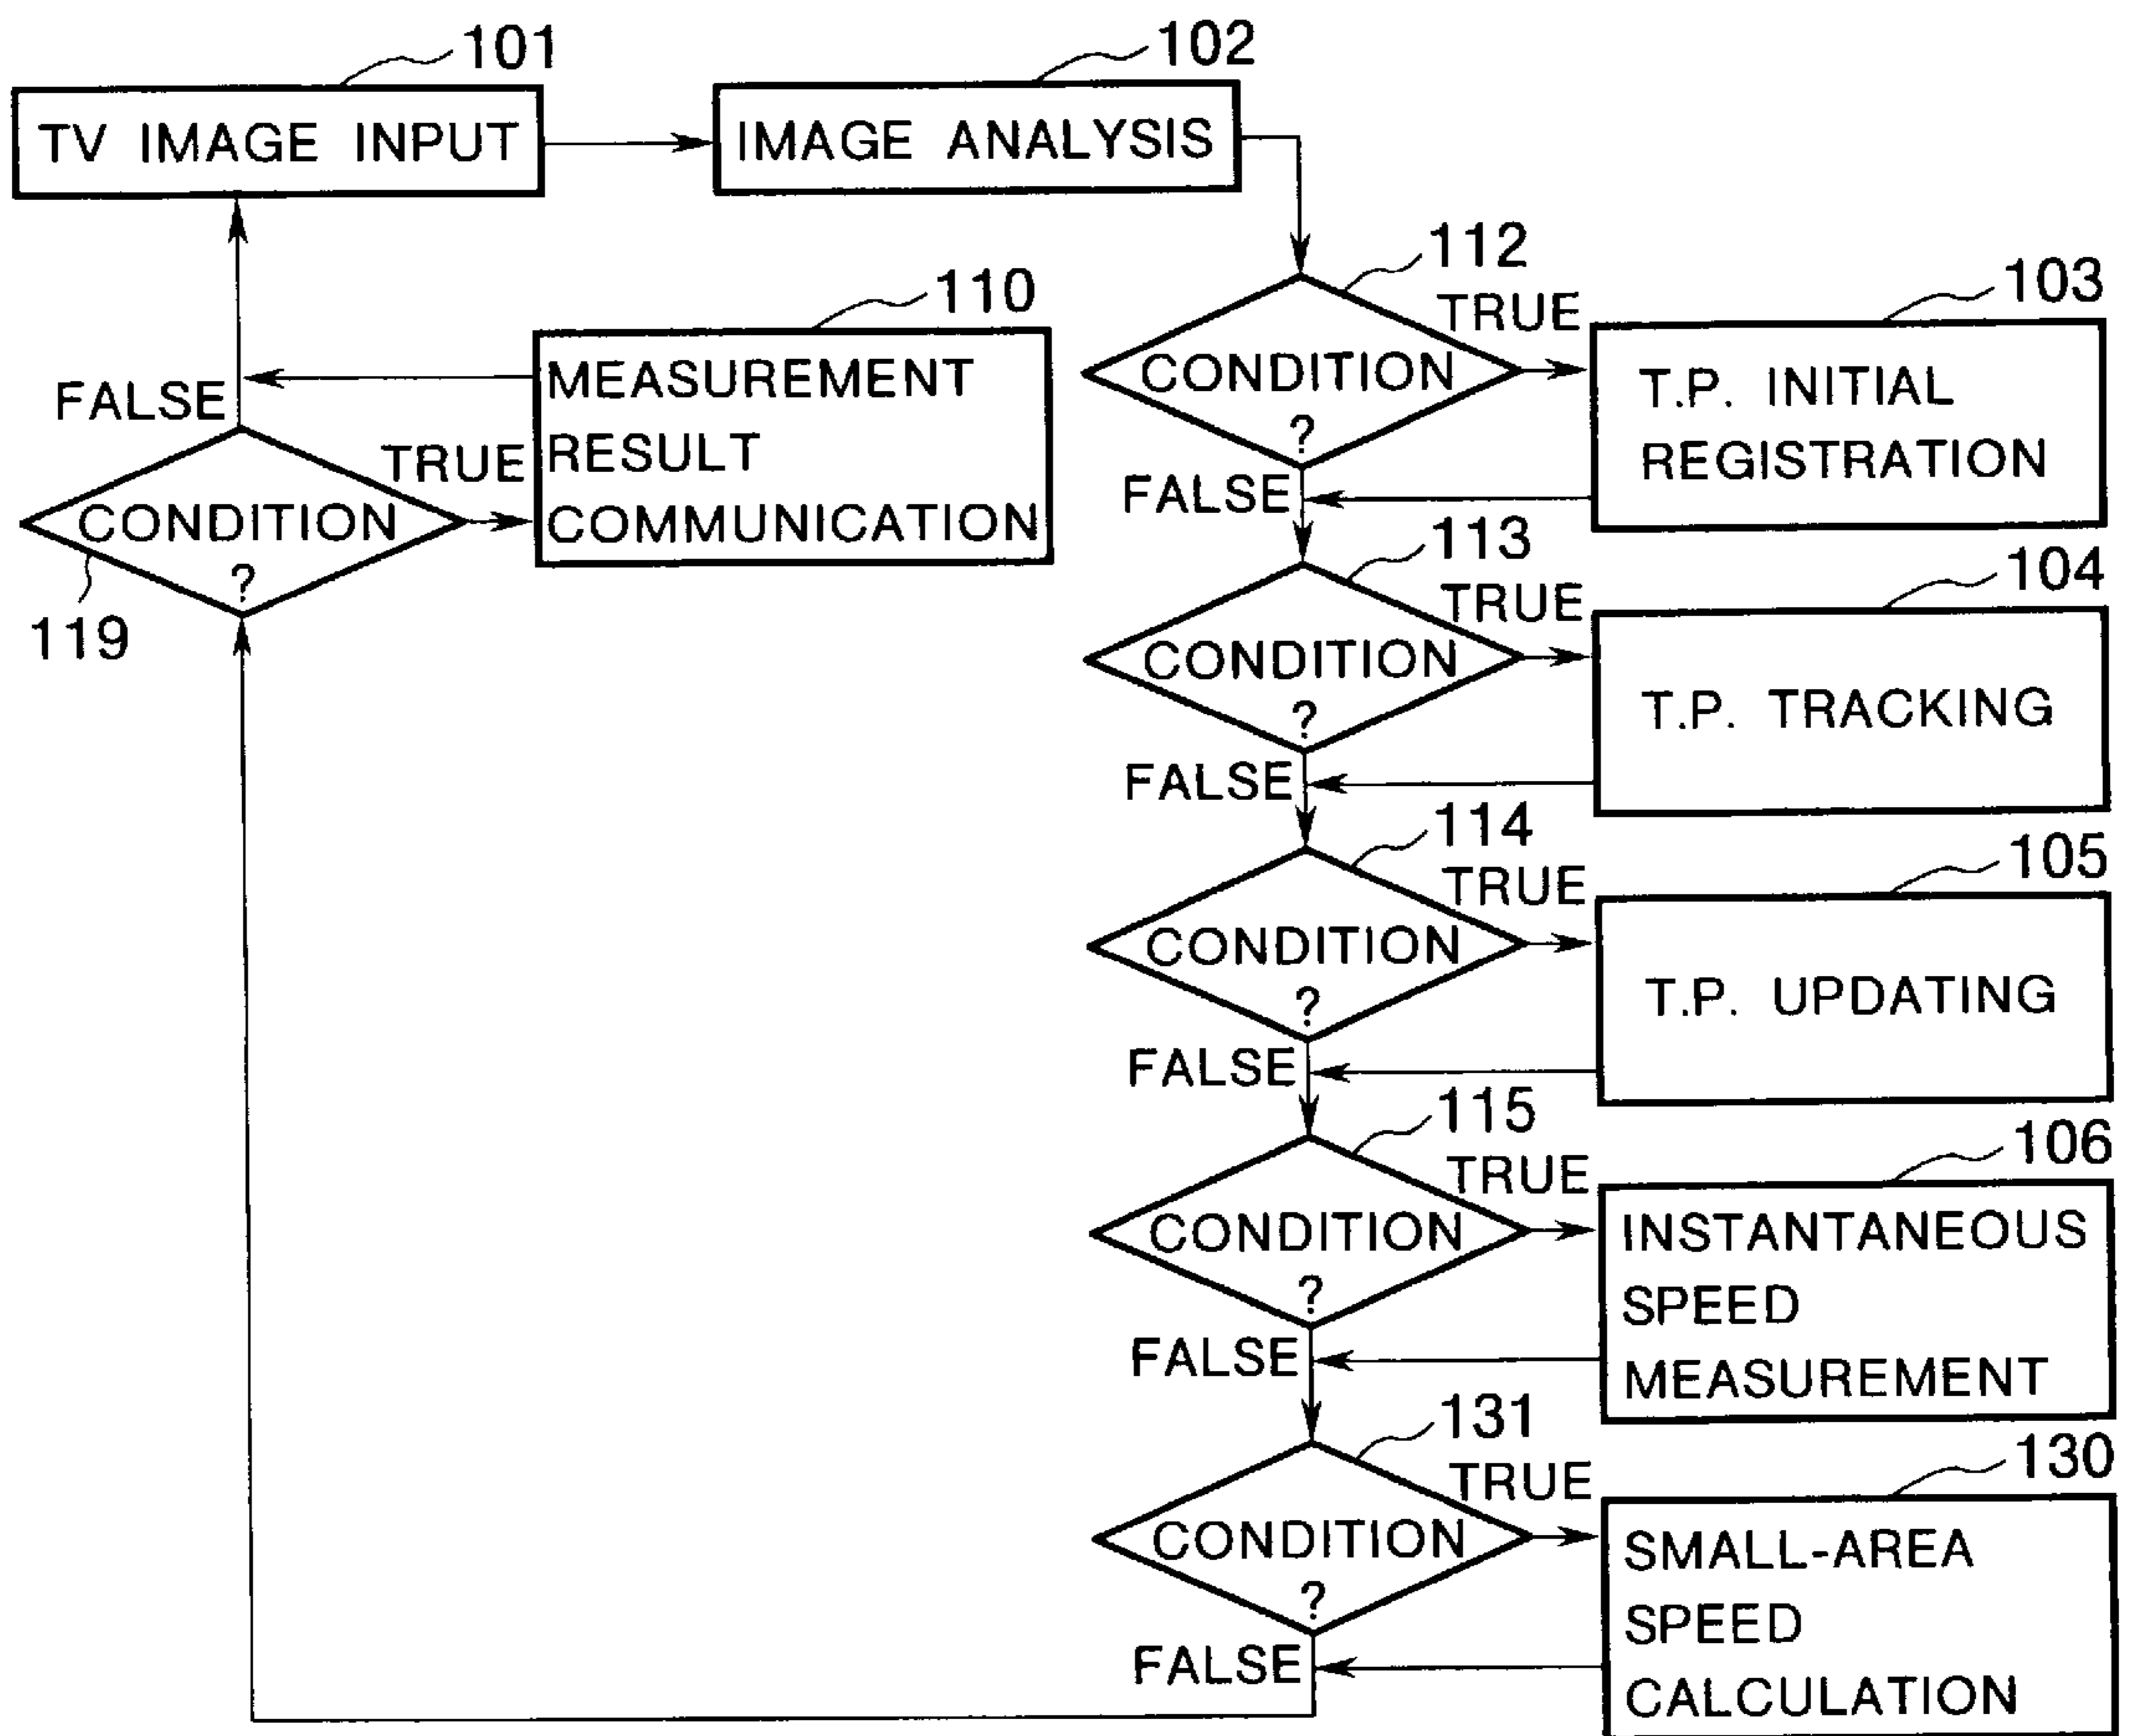 101
TV IMAGE INPUT
102
IMAGE ANALYSIS
112
CONDITION
?
TRUE
FALSE
103
T.P. INITIAL
REGISTRATION
113
CONDITION
?
TRUE
FALSE
104
T.P. TRACKING
114
CONDITION
?
TRUE
FALSE
105
T.P. UPDATING
115
CONDITION
?
TRUE
FALSE
106
INSTANTANEOUS
SPEED
MEASUREMENT
131
CONDITION
?
TRUE
FALSE
130
SMALL-AREA
SPEED
CALCULATION
119
CONDITION
?
TRUE
FALSE
110
MEASUREMENT
RESULT
COMMUNICATION